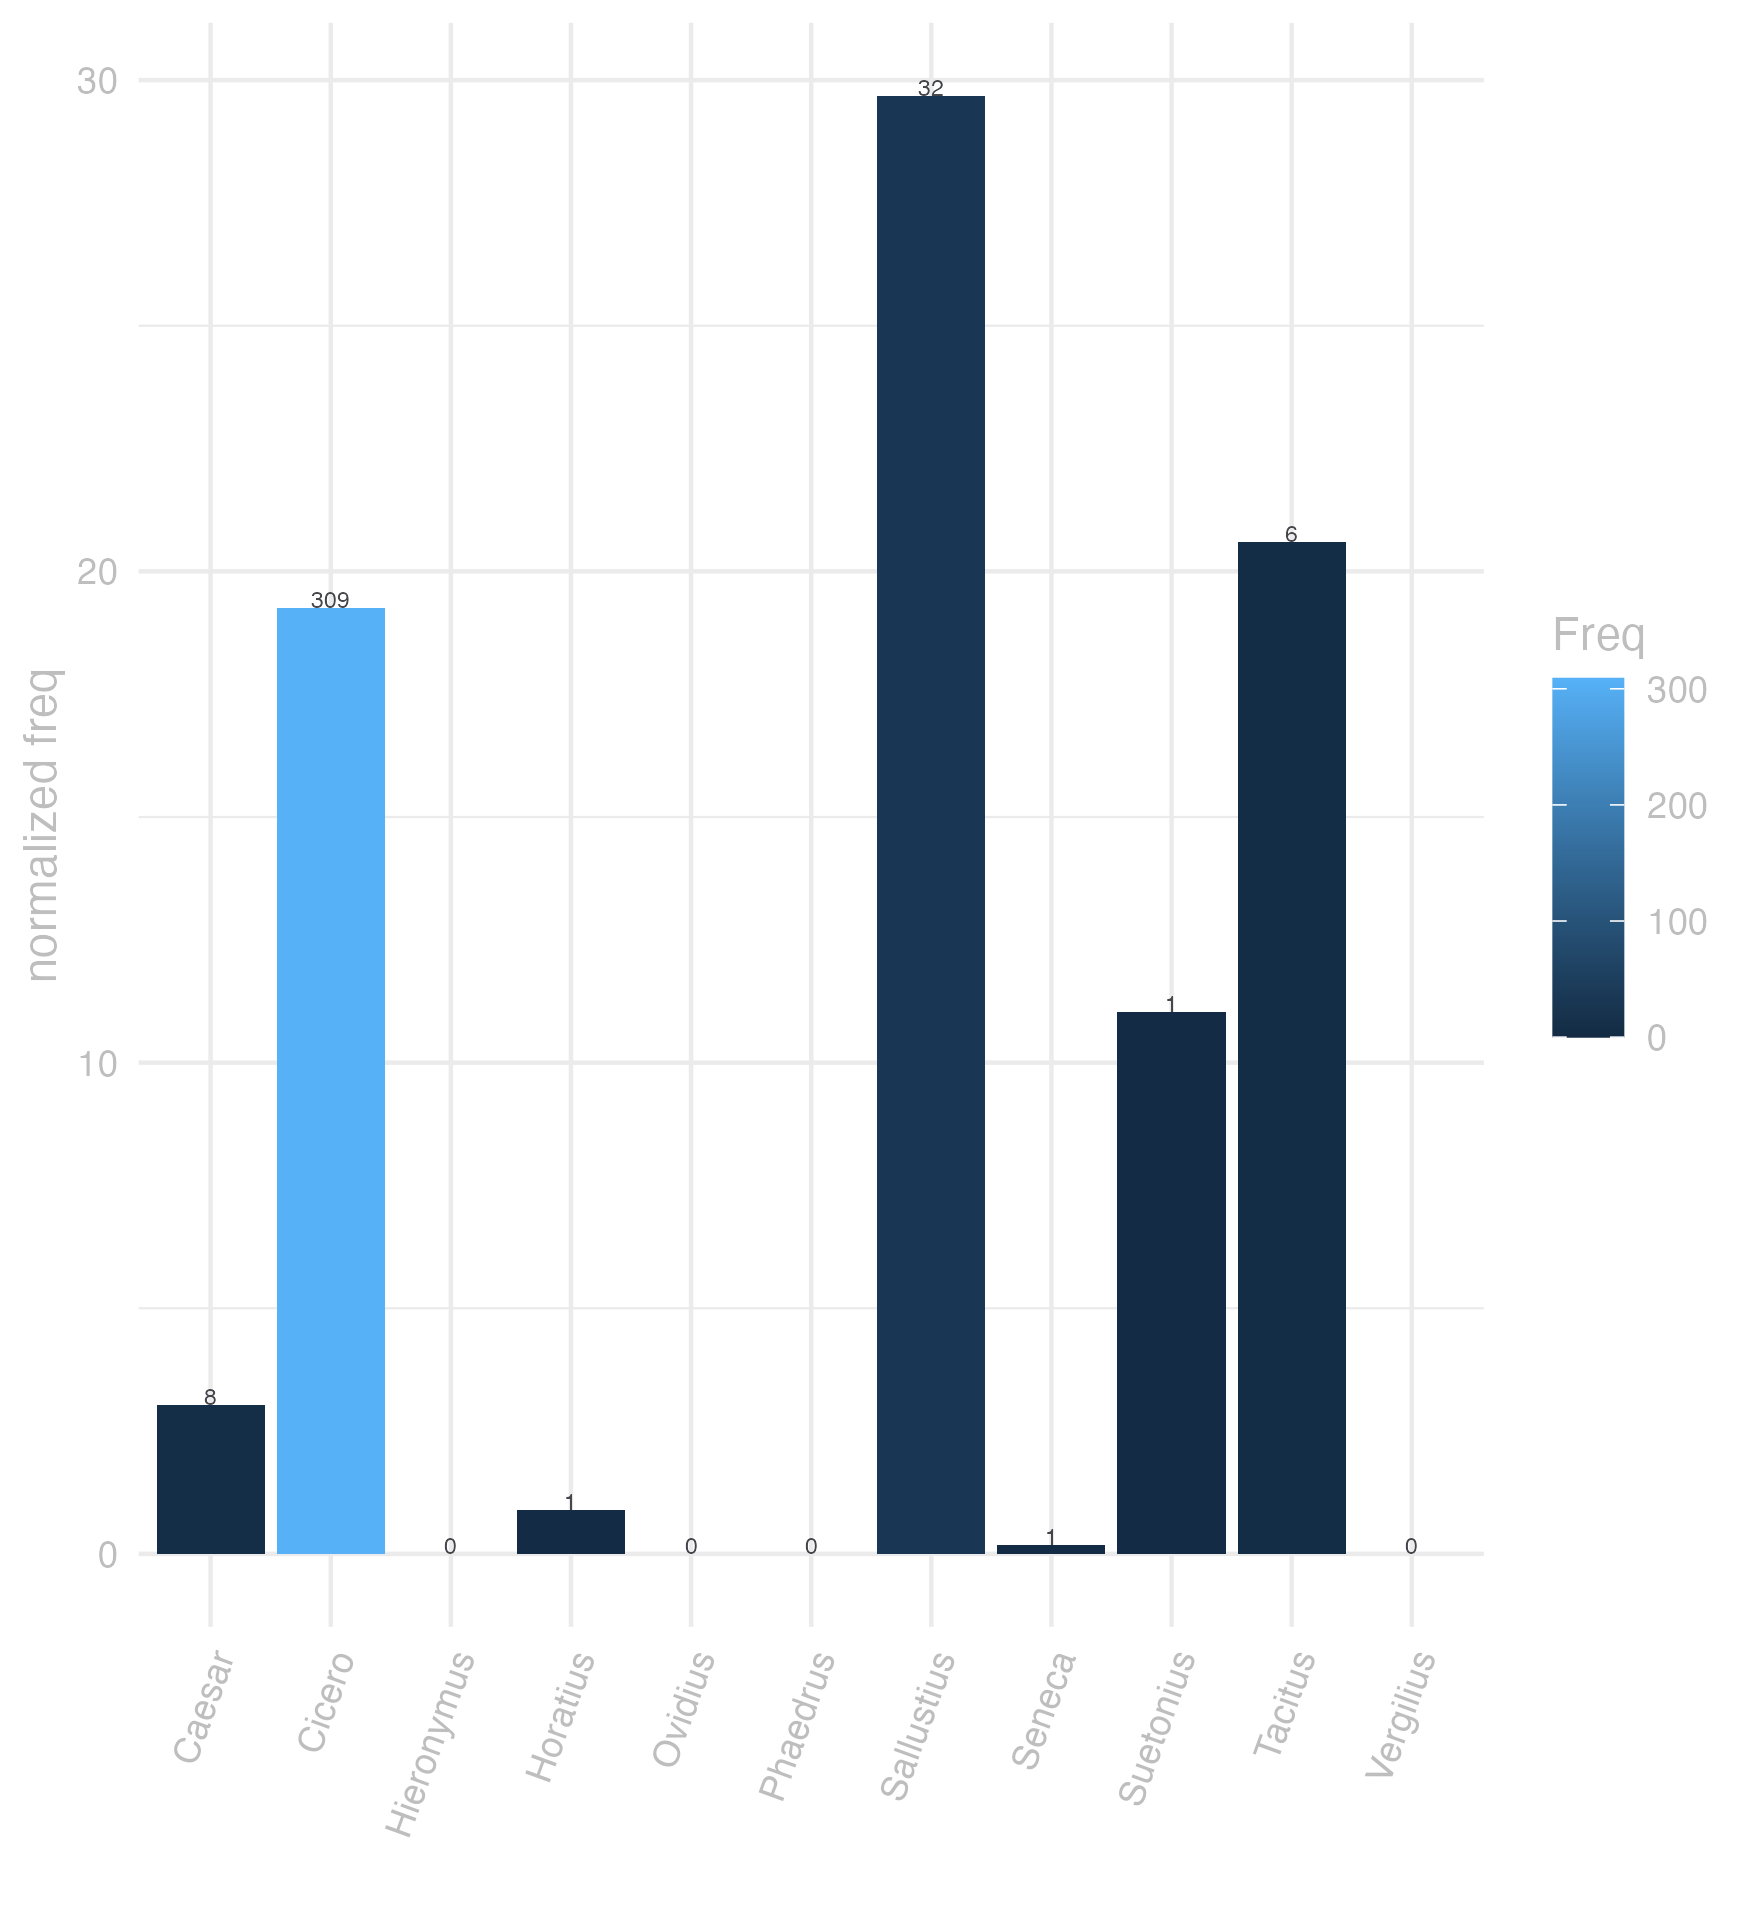 30
20
10
0
normalized freq
8
309
0
1
0
0
32
1
1
6
0
Caesar
Cicero
Hieronymus
Horatius
Ovidius
Phaedrus
Sallustius
Seneca
Suetonius
Tacitus
Vergilius
Freq
300
200
100
0